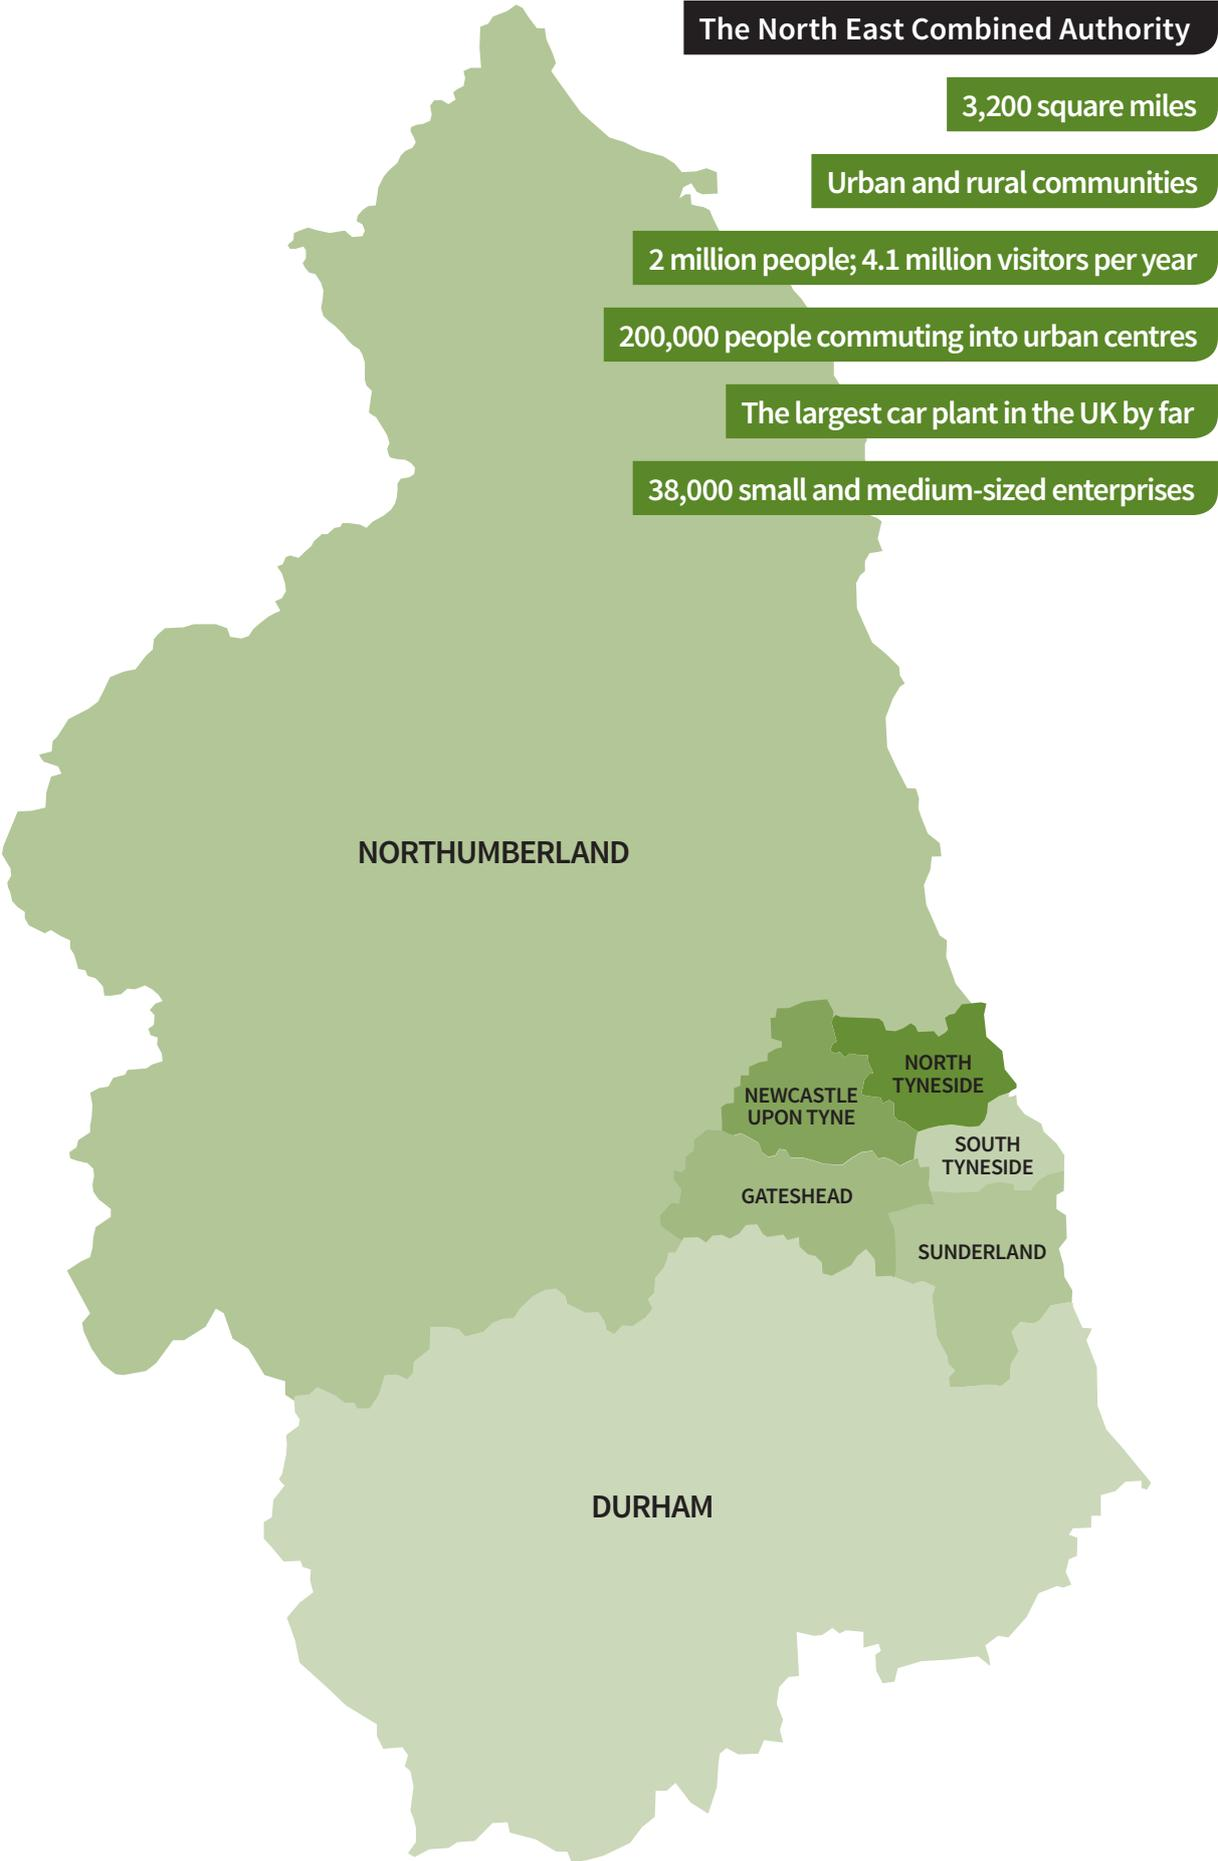 The North East Combined Authority
3,200 square miles
Urban and rural communities
2 million people; 4.1 million visitors per year
200,000 people commuting into urban centres
The largest car plant in the UK by far
38,000 small and medium-sized enterprises
NORTHUMBERLAND
NORTH
TYNESIDE
NEWCASTLE
UPON TYNE
SOUTH
TYNESIDE
GATESHEAD
SUNDERLAND
DURHAM